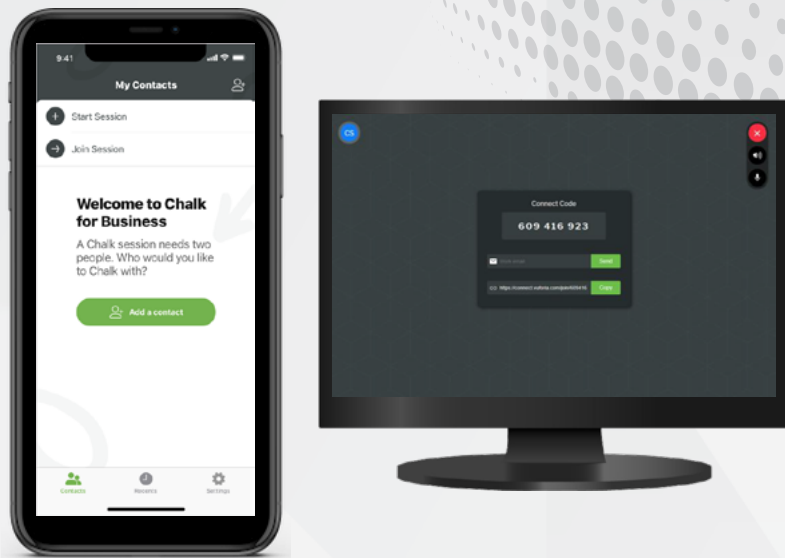 9:41
My Contacts
Start Session
Join Session
Welcome to Chalk
for Business
A Chalk session needs two
people. Who would you like
to Chalk with?
Add a contact
Contacts
Recents
Settings
CS
Connect Code
609 416 923
Send
Copy